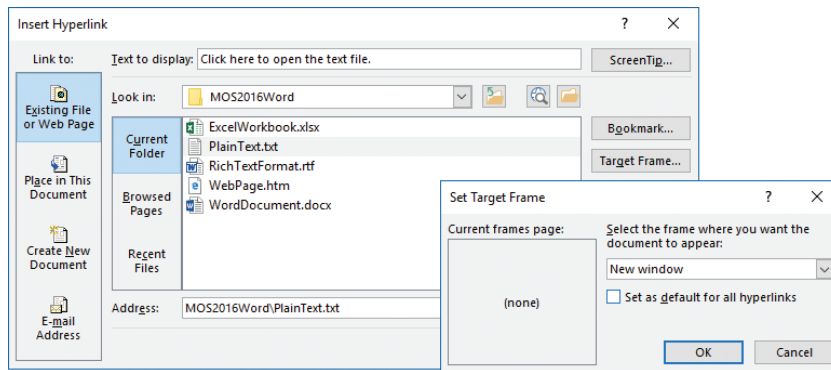 Insert Hyperlink
? ×
Link to:
Text to display: Click here to open the text file.
ScreenTip...
Existing File
or Web Page
Look in: MOS2016Word
Current
Folder
ExcelWorkbook.xlsx
PlainText.txt
RichTextFormat.rtf
WebPage.htm
WordDocument.docx
Bookmark...
Target Frame...
Place in This
Document
Browsed
Pages
Create New
Document
Recent
Files
E-mail
Address
Address: MOS2016Word\PlainText.txt
Set Target Frame
? ×
Current frames page:
(none)
Select the frame where you want the
document to appear:
New window
Set as default for all hyperlinks
OK
Cancel